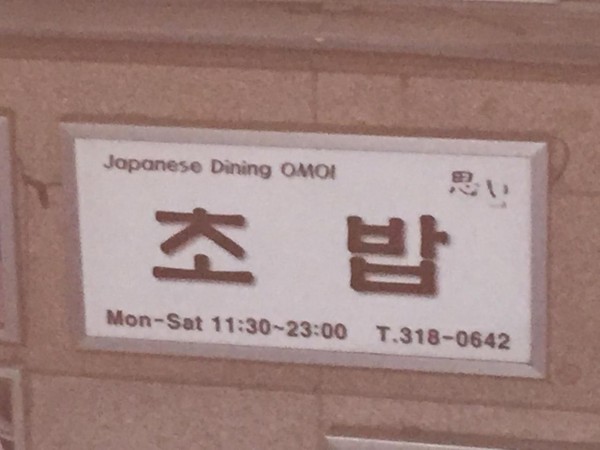 Japanese Dining OMOI
思い
초밥
Mon-Sat 11:30~23:00 T.318-0642